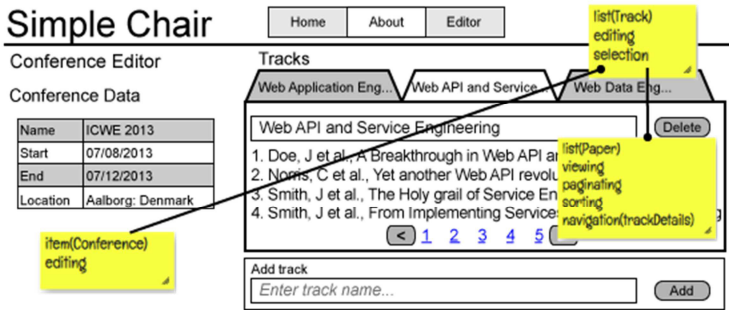 Simple Chair
Home
About
Editor
list(Track)
editing
selection
Conference Editor
Tracks
Conference Data
Web Application Eng...
Web API and Service...
Web Data Eng...
Name ICWE 2013
Start 07/08/2013
End 07/12/2013
Location Aalborg: Denmark
Web API and Service Engineering
Delete
1. Doe, J et al., A Breakthrough in Web API
2. Norris, C et al., Yet another Web API
3. Smith, J et al., The Holy grail of Service
4. Smith, J et al., From Implementing
list(Paper)
viewing
paginating
sorting
navigation(trackDetails)
< 1 2 3 4 5
item(Conference)
editing
Add track
Enter track name...
Add